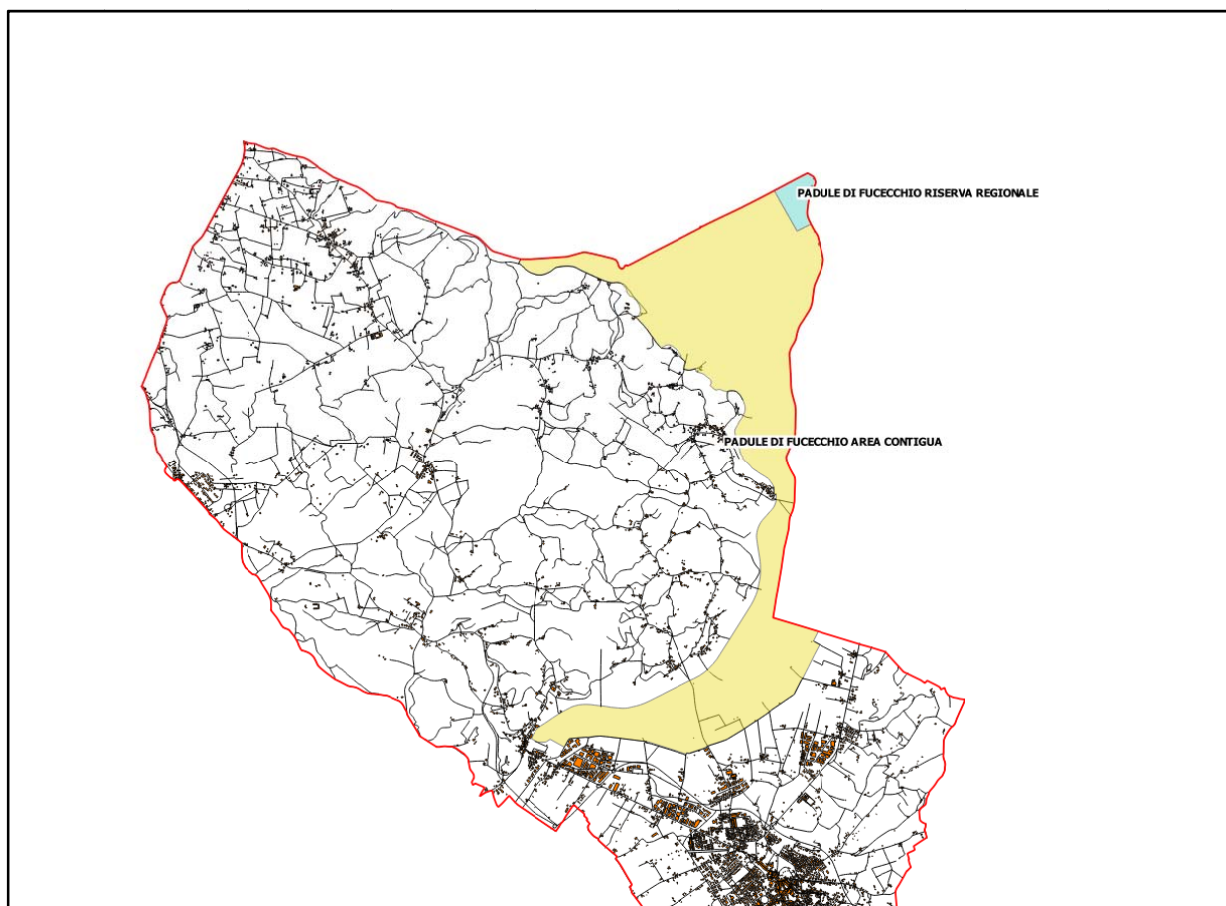 PADULE DI FUCECCHIO RISERVA REGIONALE
PADULE DI FUCECCHIO AREA CONTIGUA